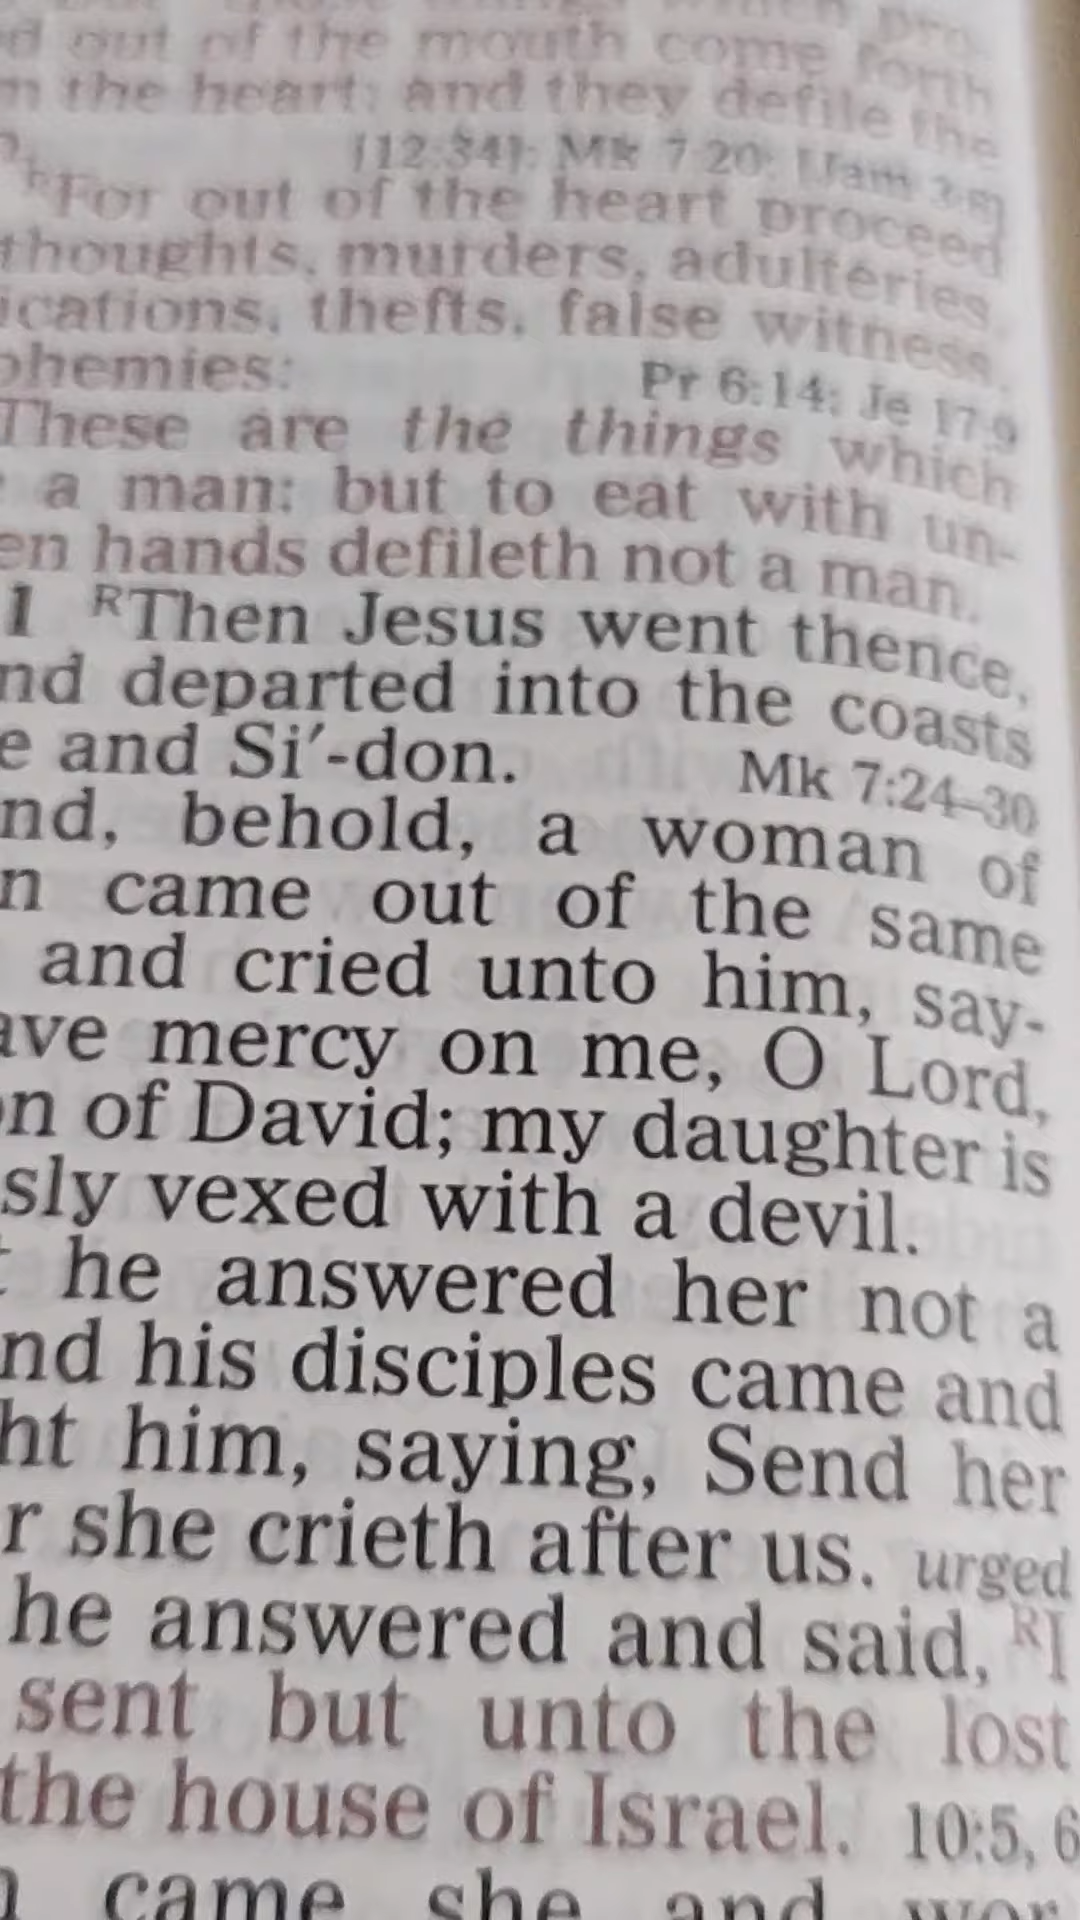 out of the mouth come forth
the heart; and they defile the
[12:34]; Mk 7:20; [Jam 3:6]
RFor out of the heart proceed
thoughts, murders, adulteries,
ications, thefts, false witness,
phemies: Pr 6:14; Je 17:9
These are the things which
a man: but to eat with un-
en hands defileth not a man.
1 RThen Jesus went thence,
nd departed into the coasts
e and Si′-don. Mk 7:24–30
nd, behold, a woman of
n came out of the same
and cried unto him, say-
ave mercy on me, O Lord,
on of David; my daughter is
sly vexed with a devil.
he answered her not a
nd his disciples came and
ht him, saying, Send her
r she crieth after us. urged
he answered and said, RI
sent but unto the lost
the house of Israel. 10:5, 6
came she and wor